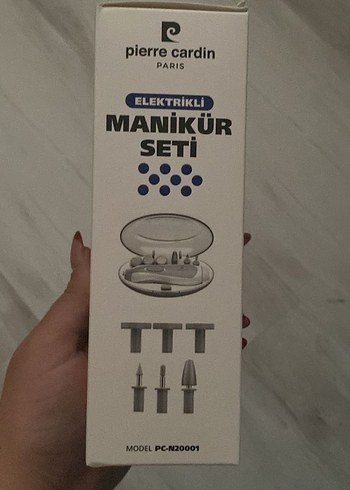 pierre cardin
PARIS
ELEKTRİKLİ
MANİKÜR
SETİ
MODEL PC-N20001